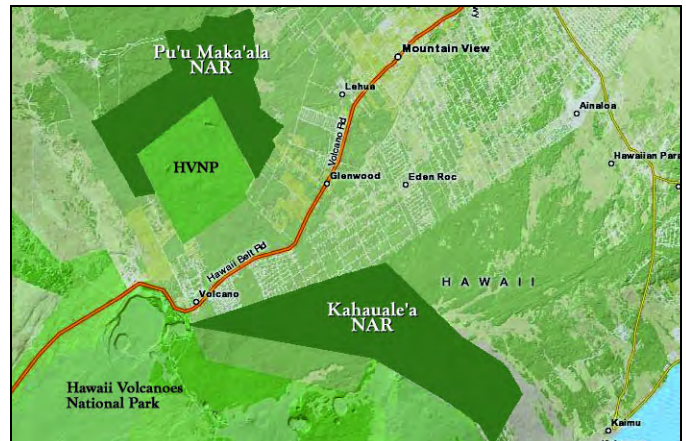 Pu'u Maka'ala
NAR
Mountain View
Lehua
Ainaloa
HVNP
Volcano Rd
Hawaiian Para
Glenwood
Eden Roc
Hawaii Belt Rd
HAWAII
Volcano
Kahauale'a
NAR
Hawaii Volcanoes
National Park
Kaimu